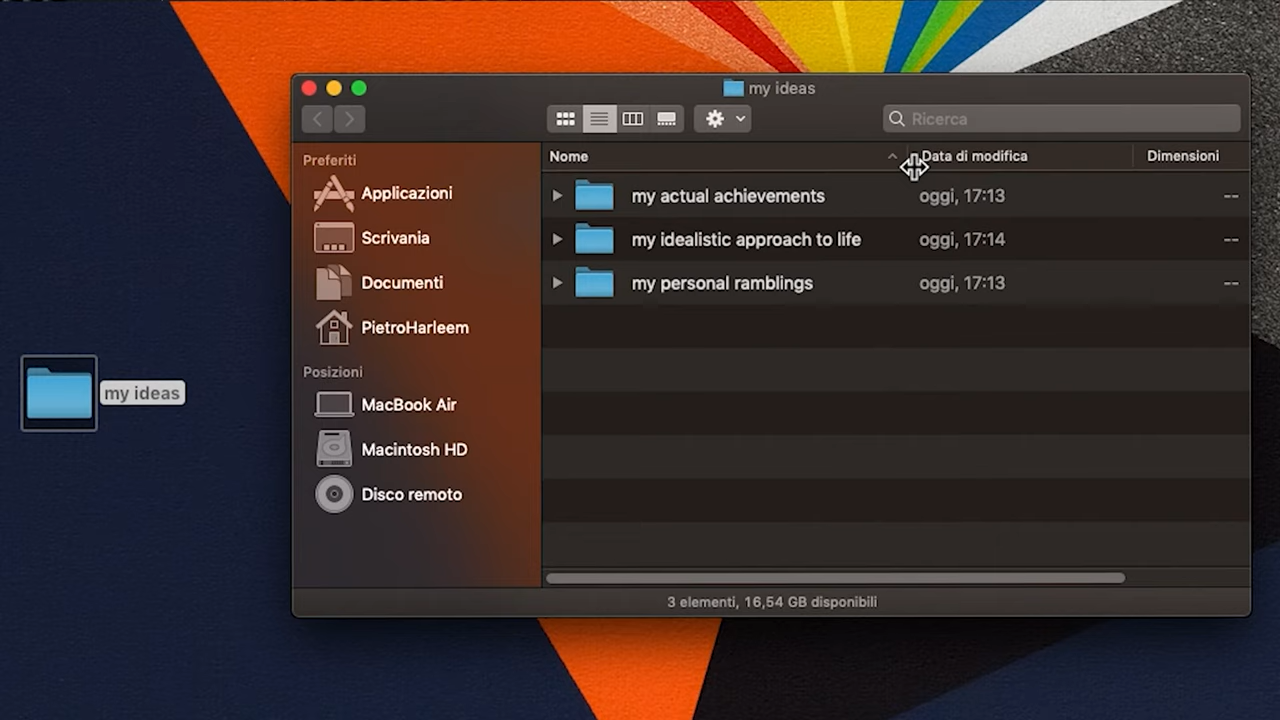 my ideas
Ricerca
Nome Data di modifica Dimensioni
my actual achievements oggi, 17:13 --
my idealistic approach to life oggi, 17:14 --
my personal ramblings oggi, 17:13 --
Preferiti
Applicazioni
Scrivania
Documenti
PietroHarleem
Posizioni
MacBook Air
Macintosh HD
Disco remoto
3 elementi, 16,54 GB disponibili
my ideas